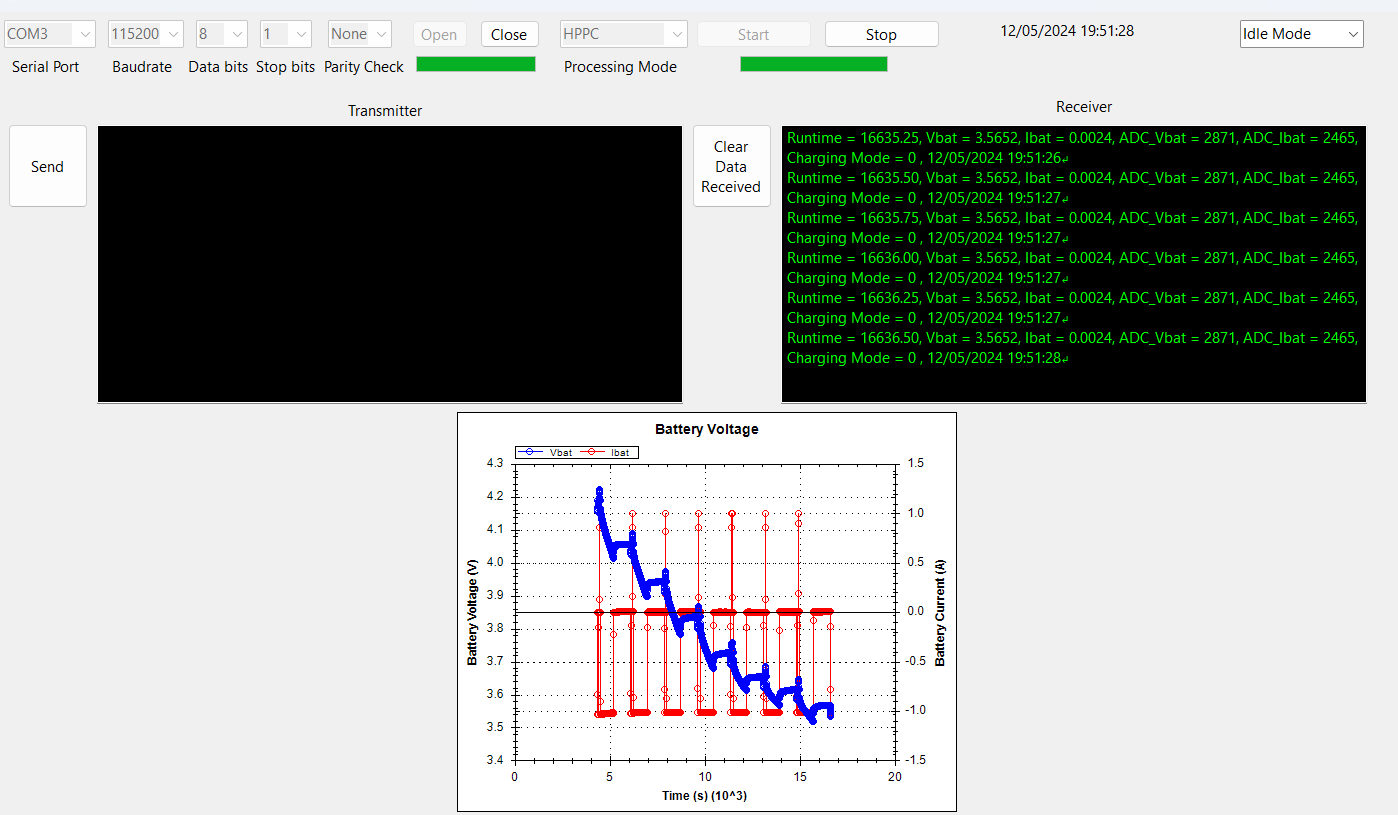 COM3 115200 8 1 None Open Close HPPC Start Stop 12/05/2024 19:51:28 Idle Mode
Serial Port Baudrate Data bits Stop bits Parity Check Processing Mode
Transmitter
Receiver
Send
Clear
Data
Received
Runtime = 16635.25, Vbat = 3.5652, Ibat = 0.0024, ADC_Vbat = 2871, ADC_Ibat = 2465,
Charging Mode = 0 , 12/05/2024 19:51:26↲
Runtime = 16635.50, Vbat = 3.5652, Ibat = 0.0024, ADC_Vbat = 2871, ADC_Ibat = 2465,
Charging Mode = 0 , 12/05/2024 19:51:27↲
Runtime = 16635.75, Vbat = 3.5652, Ibat = 0.0024, ADC_Vbat = 2871, ADC_Ibat = 2465,
Charging Mode = 0 , 12/05/2024 19:51:27↲
Runtime = 16636.00, Vbat = 3.5652, Ibat = 0.0024, ADC_Vbat = 2871, ADC_Ibat = 2465,
Charging Mode = 0 , 12/05/2024 19:51:27↲
Runtime = 16636.25, Vbat = 3.5652, Ibat = 0.0024, ADC_Vbat = 2871, ADC_Ibat = 2465,
Charging Mode = 0 , 12/05/2024 19:51:27↲
Runtime = 16636.50, Vbat = 3.5652, Ibat = 0.0024, ADC_Vbat = 2871, ADC_Ibat = 2465,
Charging Mode = 0 , 12/05/2024 19:51:28↲
Battery Voltage
Vbat Ibat
4.3 1.5
4.2
4.1 1.0
4.0 0.5
3.9
3.8 0.0
3.7 -0.5
3.6
3.5 -1.0
3.4 -1.5
Battery Voltage (V)
Battery Current (A)
0 5 10 15 20
Time (s) (10^3)